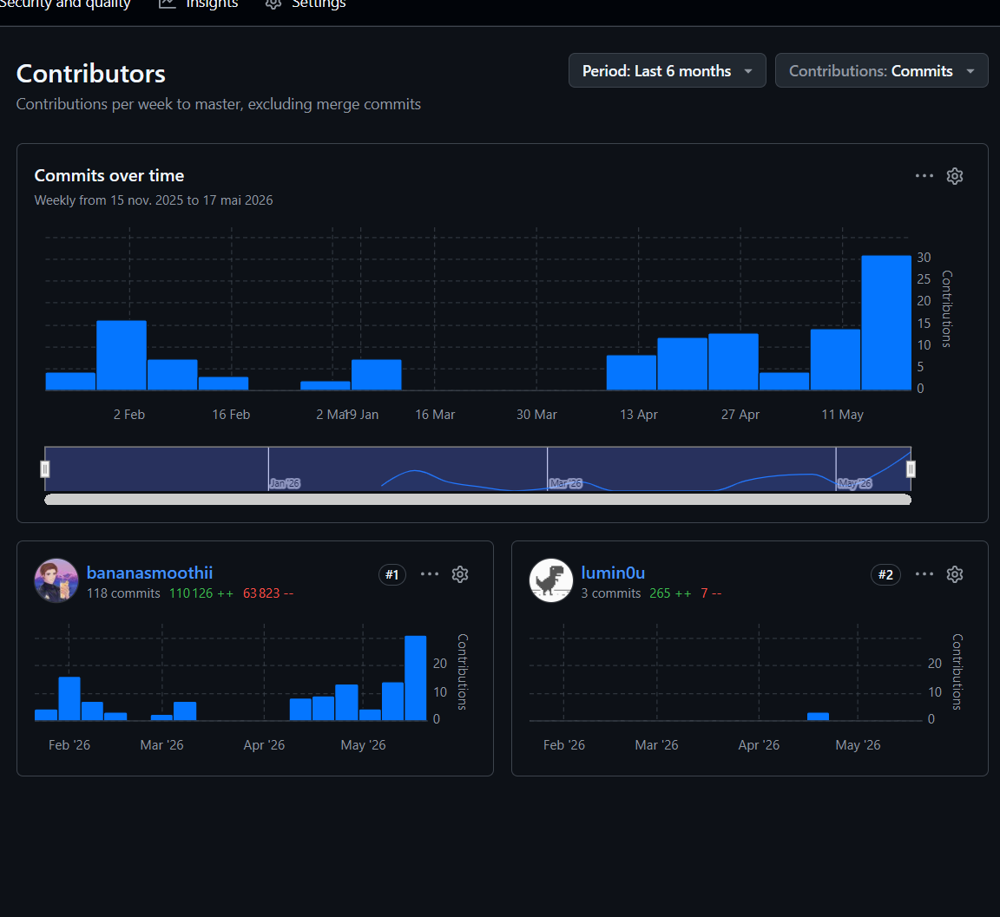 Security and quality Insights Settings
Contributors
Period: Last 6 months
Contributions: Commits
Contributions per week to master, excluding merge commits
Commits over time
Weekly from 15 nov. 2025 to 17 mai 2026
30
25
20
15
10
5
0
Contributions
2 Feb 16 Feb 2 Mar 19 Jan 16 Mar 30 Mar 13 Apr 27 Apr 11 May
Jan '26 Mar '26 May '26
bananasmoothii #1
118 commits 110 126 ++ 63 823 --
20
10
0
Contributions
Feb '26 Mar '26 Apr '26 May '26
lumin0u #2
3 commits 265 ++ 7 --
20
10
0
Contributions
Feb '26 Mar '26 Apr '26 May '26